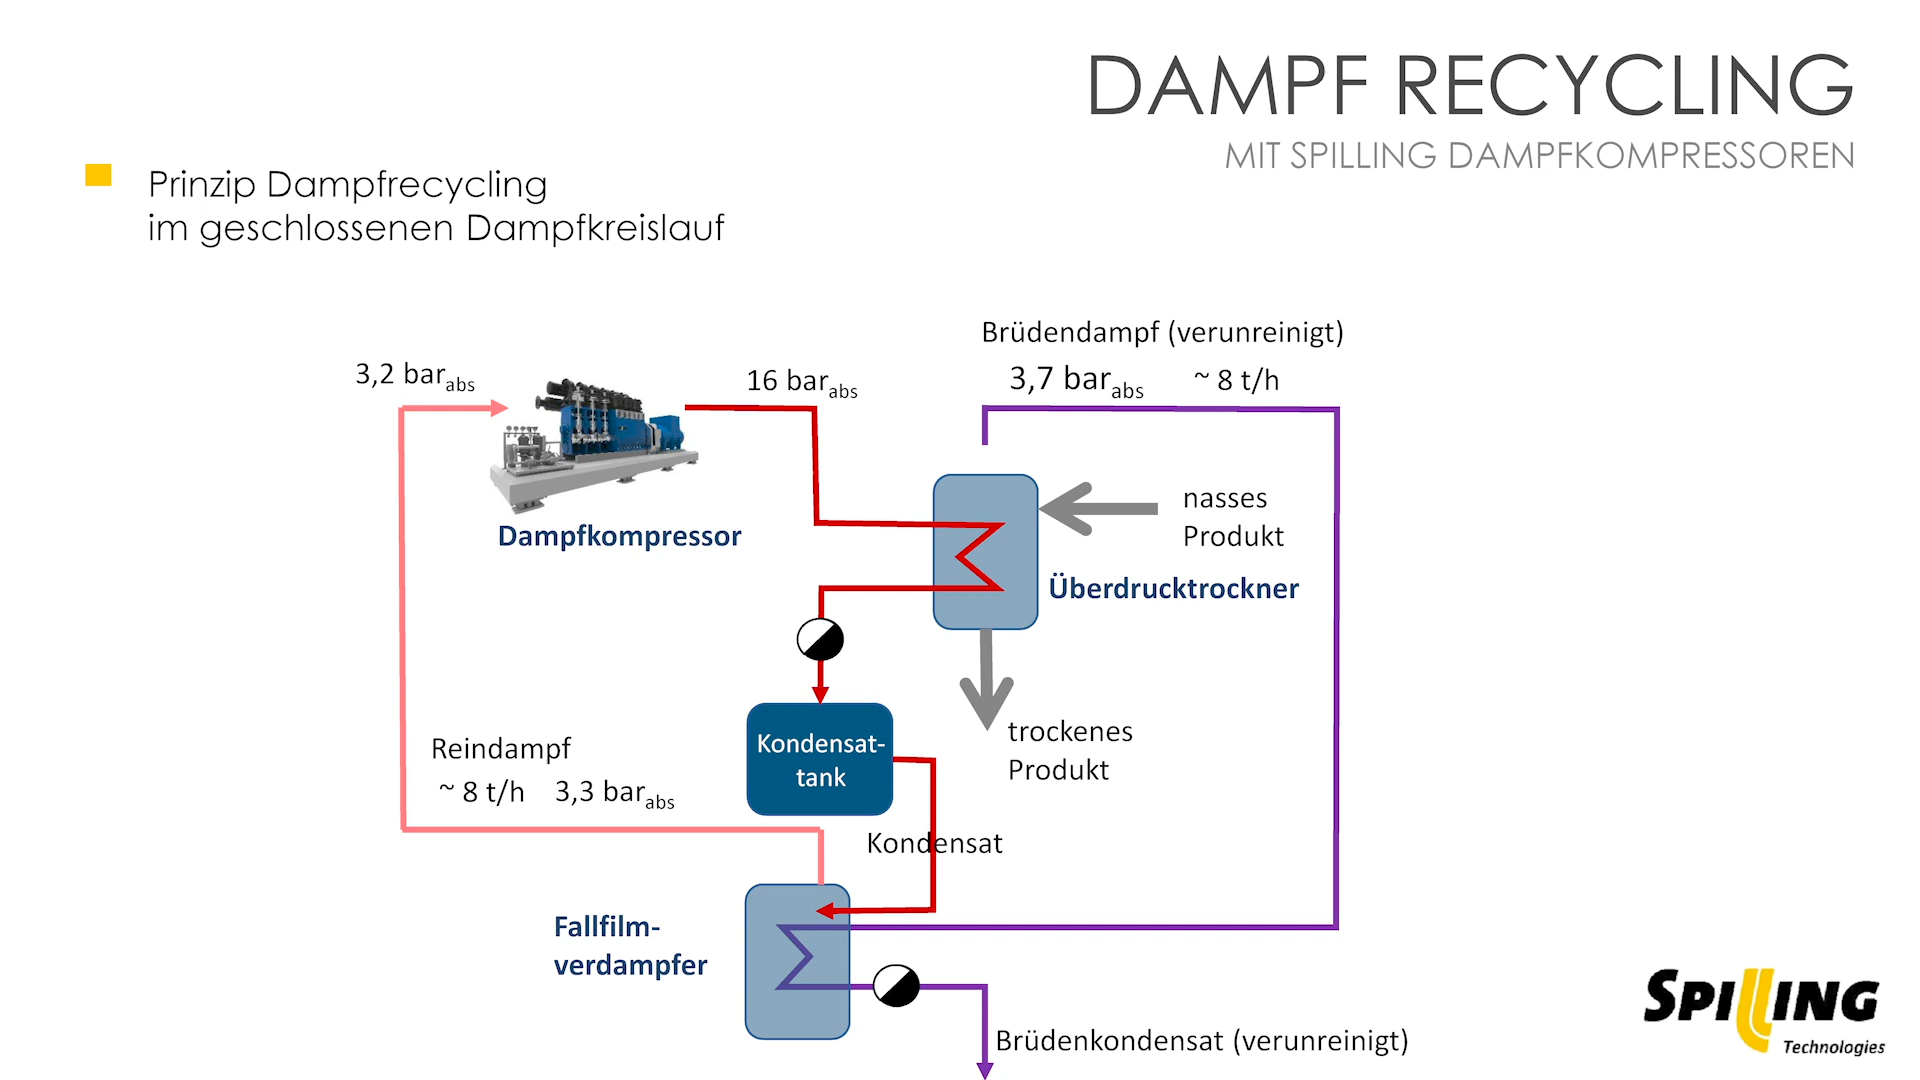 DAMPF RECYCLING
MIT SPILLING DAMPFKOMPRESSOREN
Prinzip Dampfrecycling
im geschlossenen Dampfkreislauf
Brüdendampf (verunreinigt)
3,2 barabs
16 barabs
3,7 barabs ~ 8 t/h
nasses
Produkt
Dampfkompressor
Überdrucktrockner
Kondensat-
tank
trockenes
Produkt
Reindampf
~ 8 t/h 3,3 barabs
Kondensat
Fallfilm-
verdampfer
Brüdenkondensat (verunreinigt)
SPILLING
Technologies